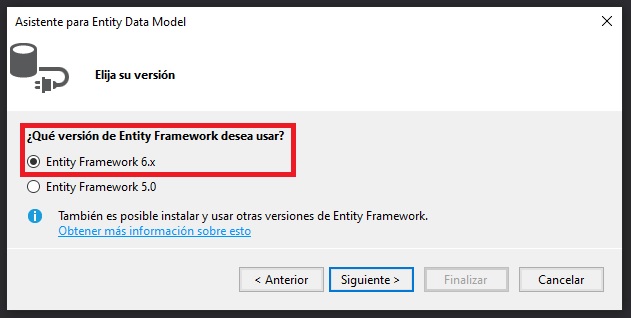 Asistente para Entity Data Model
Elija su versión
¿Qué versión de Entity Framework desea usar?
Entity Framework 6.x
Entity Framework 5.0
También es posible instalar y usar otras versiones de Entity Framework.
Obtener más información sobre esto
< Anterior
Siguiente >
Finalizar
Cancelar